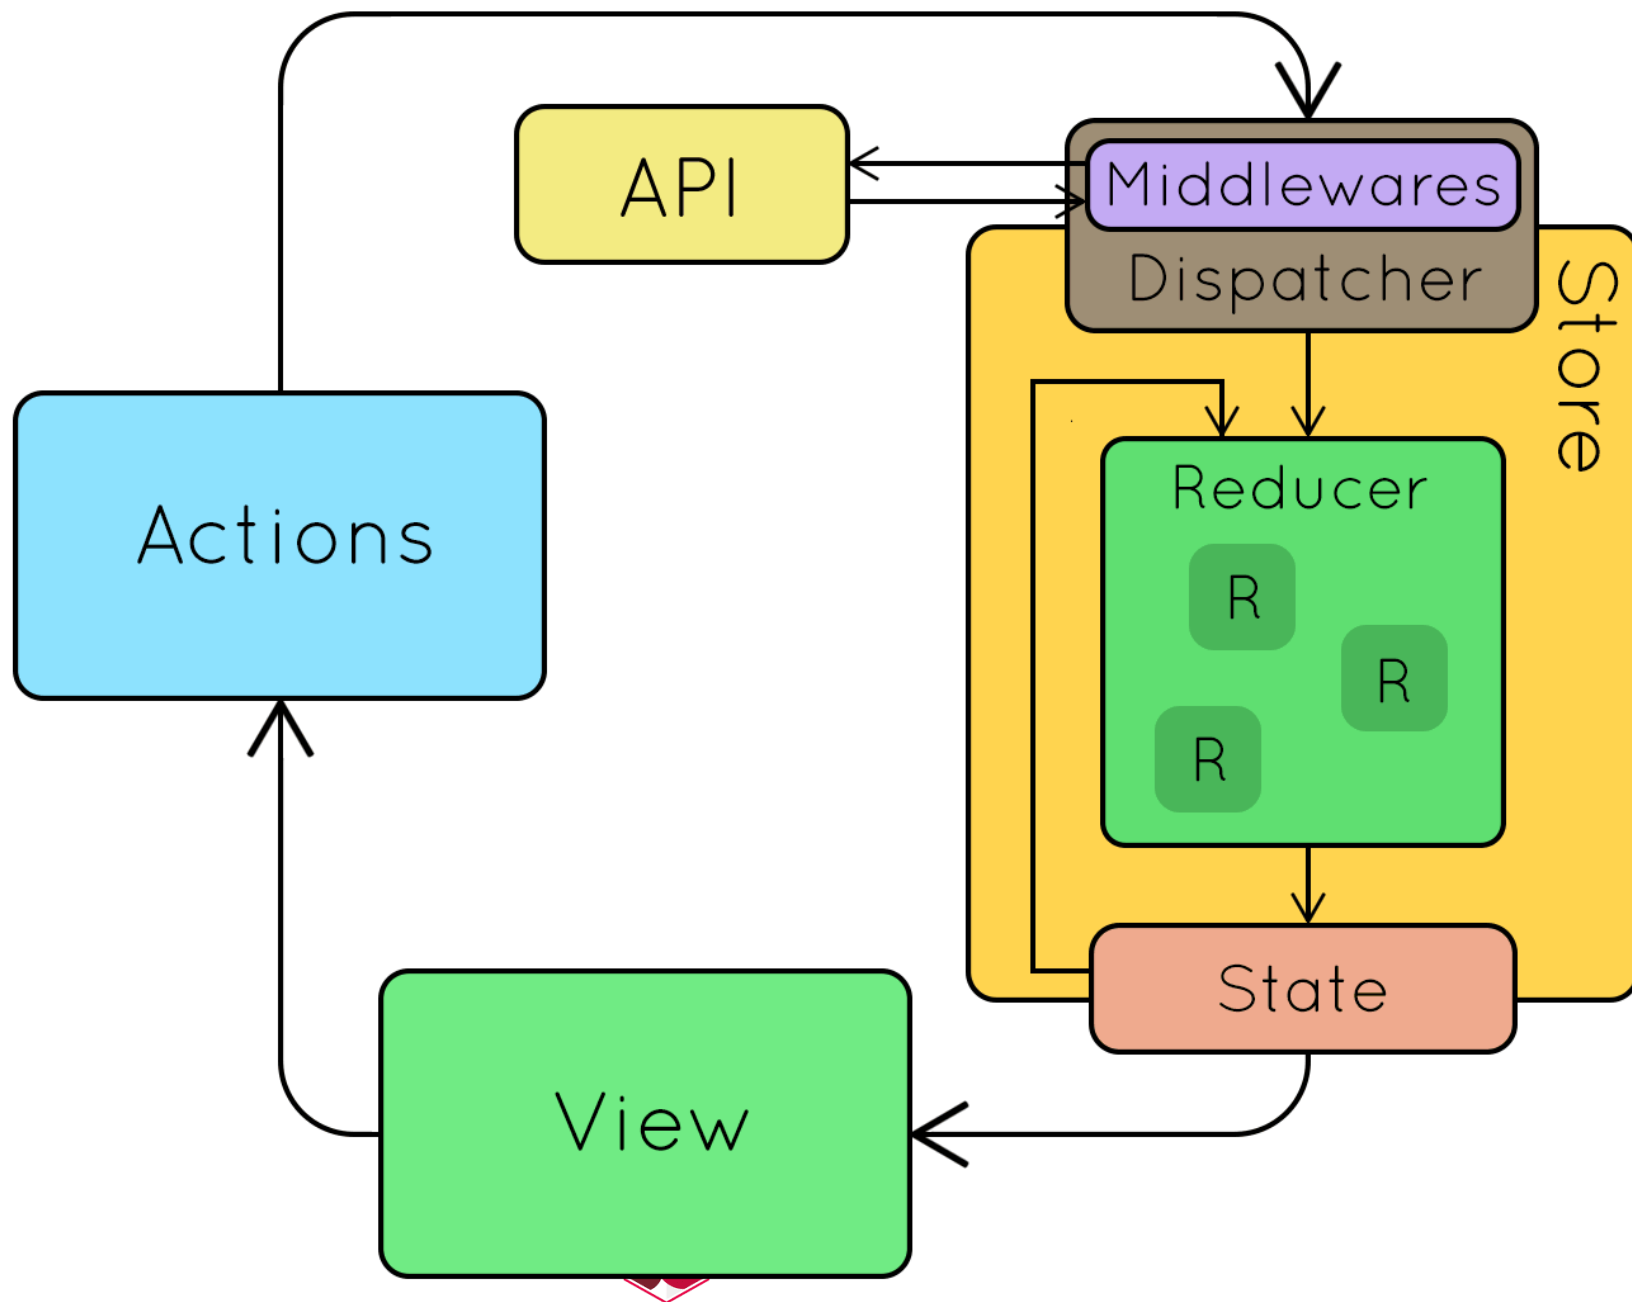 API
Middlewares
Dispatcher
Store
Actions
Reducer
R
R
R
State
View